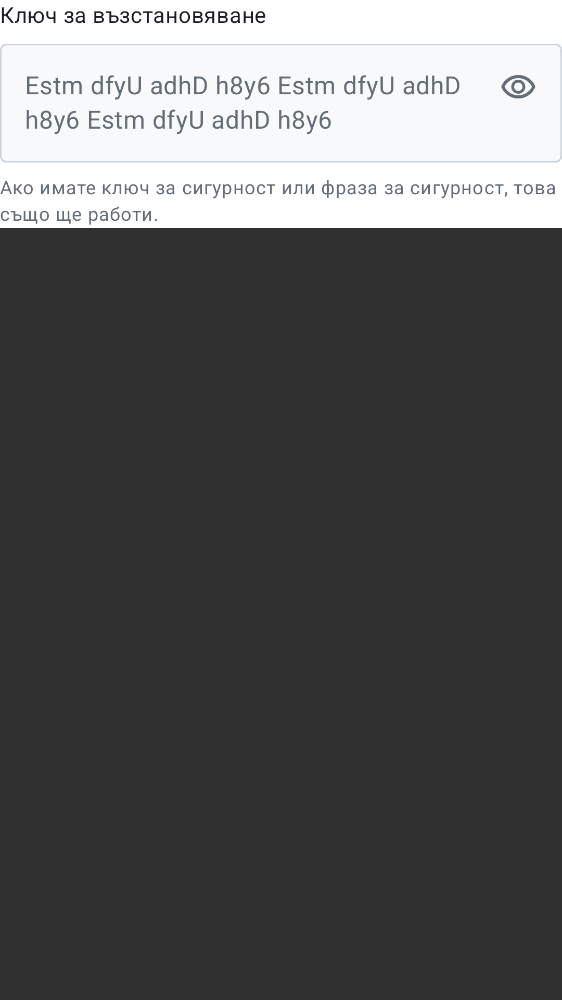 Ключ за възстановяване
Estm dfyU adhD h8y6 Estm dfyU adhD
h8y6 Estm dfyU adhD h8y6
Ако имате ключ за сигурност или фраза за сигурност, това
също ще работи.